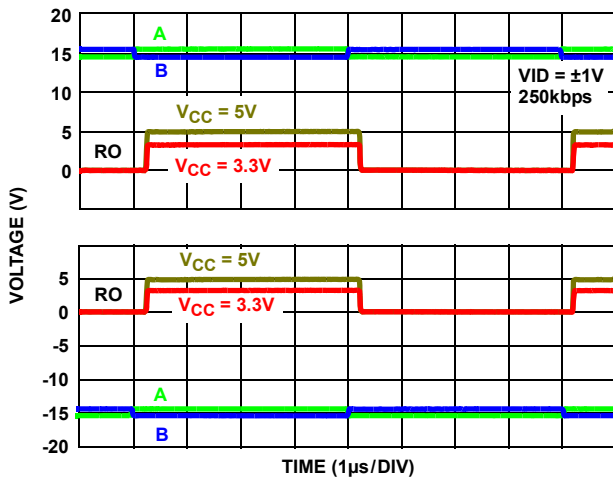 20
A
15
B
VID = ±1V
250kbps
10
VCC = 5V
5
RO
VCC = 3.3V
0
VOLTAGE (V)
VCC = 5V
5
RO
VCC = 3.3V
0
-5
-10
A
-15
B
-20
TIME (1µs/DIV)